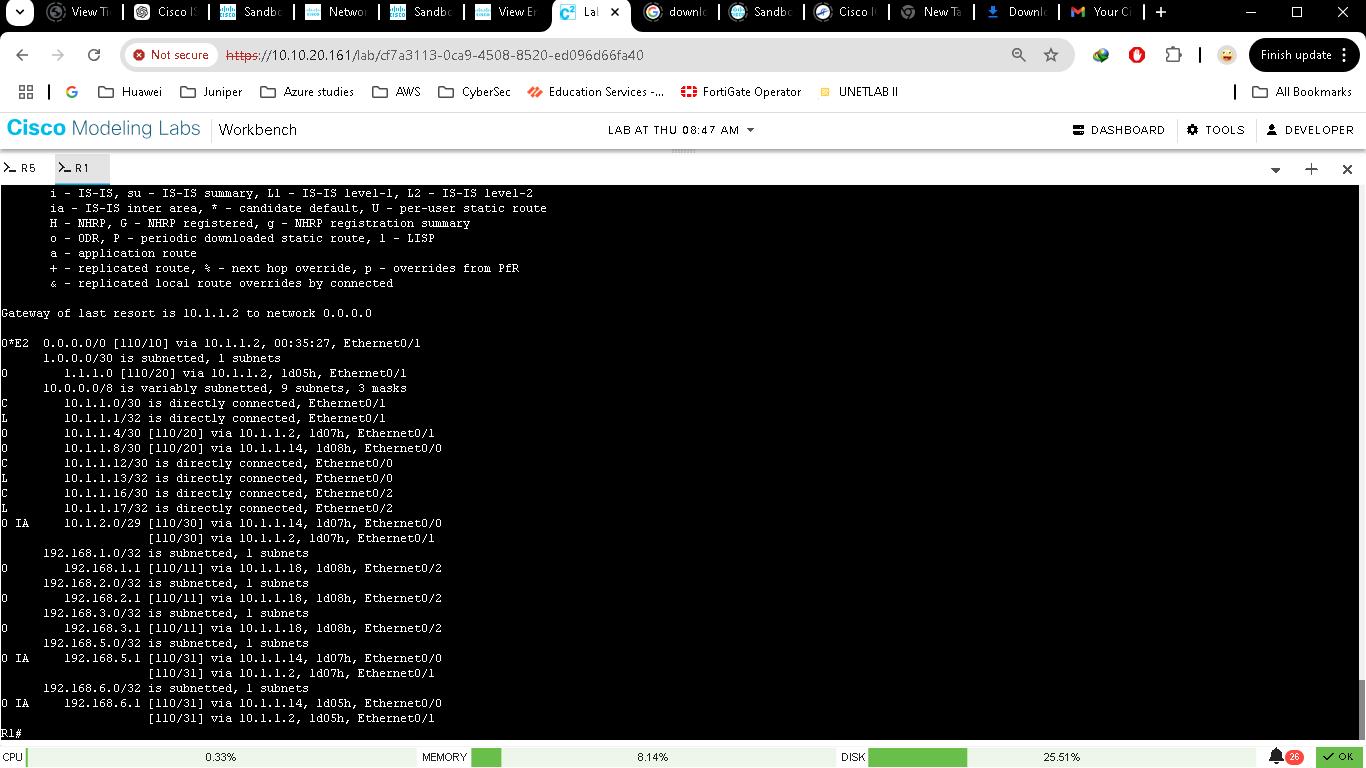 View Ti
Cisco IS
Sandb
Netwo
Sandb
View Er
La
downl
Sandb
Cisco I
New Ta
Downl
Your Ci
Not secure
https://10.10.20.161/lab/cf7a3113-0ca9-4508-8520-ed096d66fa40
Finish update
Huawei
Juniper
Azure studies
AWS
CyberSec
Education Services -...
FortiGate Operator
UNETLAB II
All Bookmarks
Cisco Modeling Labs
Workbench
LAB AT THU 08:47 AM
DASHBOARD
TOOLS
DEVELOPER
R5
R1
i - IS-IS, su - IS-IS summary, L1 - IS-IS level-1, L2 - IS-IS level-2
ia - IS-IS inter area, * - candidate default, U - per-user static route
H - NHRP, G - NHRP registered, g - NHRP registration summary
o - ODR, P - periodic downloaded static route, l - LISP
a - application route
+ - replicated route, % - next hop override, p - overrides from PfR
& - replicated local route overrides by connected
Gateway of last resort is 10.1.1.2 to network 0.0.0.0
O*E2  0.0.0.0/0 [110/10] via 10.1.1.2, 00:35:27, Ethernet0/1
      1.0.0.0/30 is subnetted, 1 subnets
O        1.1.1.0 [110/20] via 10.1.1.2, 1d05h, Ethernet0/1
      10.0.0.0/8 is variably subnetted, 9 subnets, 3 masks
C        10.1.1.0/30 is directly connected, Ethernet0/1
L        10.1.1.1/32 is directly connected, Ethernet0/1
O        10.1.1.4/30 [110/20] via 10.1.1.2, 1d07h, Ethernet0/1
O        10.1.1.8/30 [110/20] via 10.1.1.14, 1d08h, Ethernet0/0
C        10.1.1.12/30 is directly connected, Ethernet0/0
L        10.1.1.13/32 is directly connected, Ethernet0/0
C        10.1.1.16/30 is directly connected, Ethernet0/2
L        10.1.1.17/32 is directly connected, Ethernet0/2
O IA     10.1.2.0/29 [110/30] via 10.1.1.14, 1d07h, Ethernet0/0
                     [110/30] via 10.1.1.2, 1d07h, Ethernet0/1
      192.168.1.0/32 is subnetted, 1 subnets
O        192.168.1.1 [110/11] via 10.1.1.18, 1d08h, Ethernet0/2
      192.168.2.0/32 is subnetted, 1 subnets
O        192.168.2.1 [110/11] via 10.1.1.18, 1d08h, Ethernet0/2
      192.168.3.0/32 is subnetted, 1 subnets
O        192.168.3.1 [110/11] via 10.1.1.18, 1d08h, Ethernet0/2
      192.168.5.0/32 is subnetted, 1 subnets
O IA     192.168.5.1 [110/31] via 10.1.1.14, 1d07h, Ethernet0/0
                     [110/31] via 10.1.1.2, 1d07h, Ethernet0/1
      192.168.6.0/32 is subnetted, 1 subnets
O IA     192.168.6.1 [110/31] via 10.1.1.14, 1d05h, Ethernet0/0
                     [110/31] via 10.1.1.2, 1d05h, Ethernet0/1
R1#
CPU 0.33% MEMORY 8.14% DISK 25.51% 26 OK